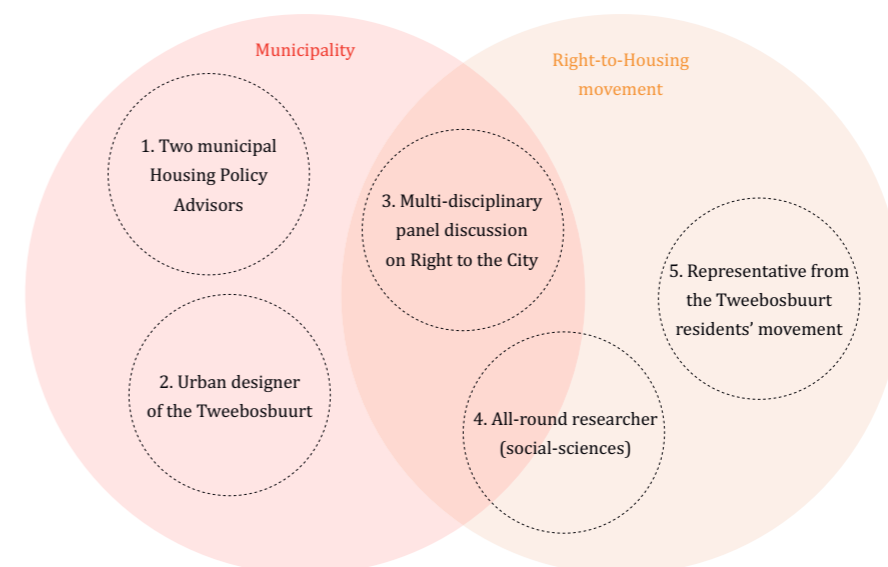 Municipality
Right-to-Housing
movement
1. Two municipal
Housing Policy
Advisors
2. Urban designer
of the Tweebosbuurt
3. Multi-disciplinary
panel discussion
on Right to the City
4. All-round researcher
(social-sciences)
5. Representative from
the Tweebosbuurt
residents’ movement